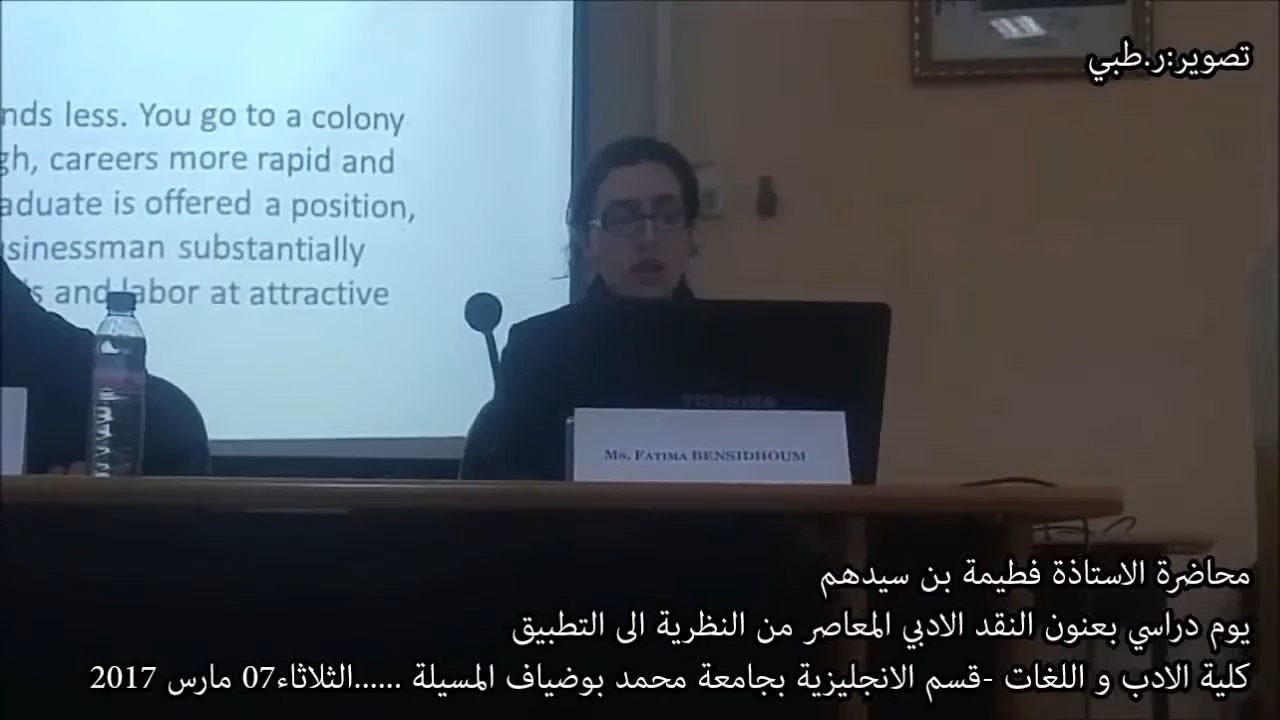 تصوير:ر.طبي
nds less. You go to a colony
gh, careers more rapid and
aduate is offered a position,
sinessman substantially
s and labor at attractive
TOSHIBA
Ms. Fatima BENSIDHOUM
محاضرة الاستاذة فطيمة بن سيدهم
يوم دراسي بعنون النقد الادبي المعاصر من النظرية الى التطبيق
كلية الادب و اللغات -قسم الانجليزية بجامعة محمد بوضياف المسيلة ......الثلاثاء07 مارس 2017